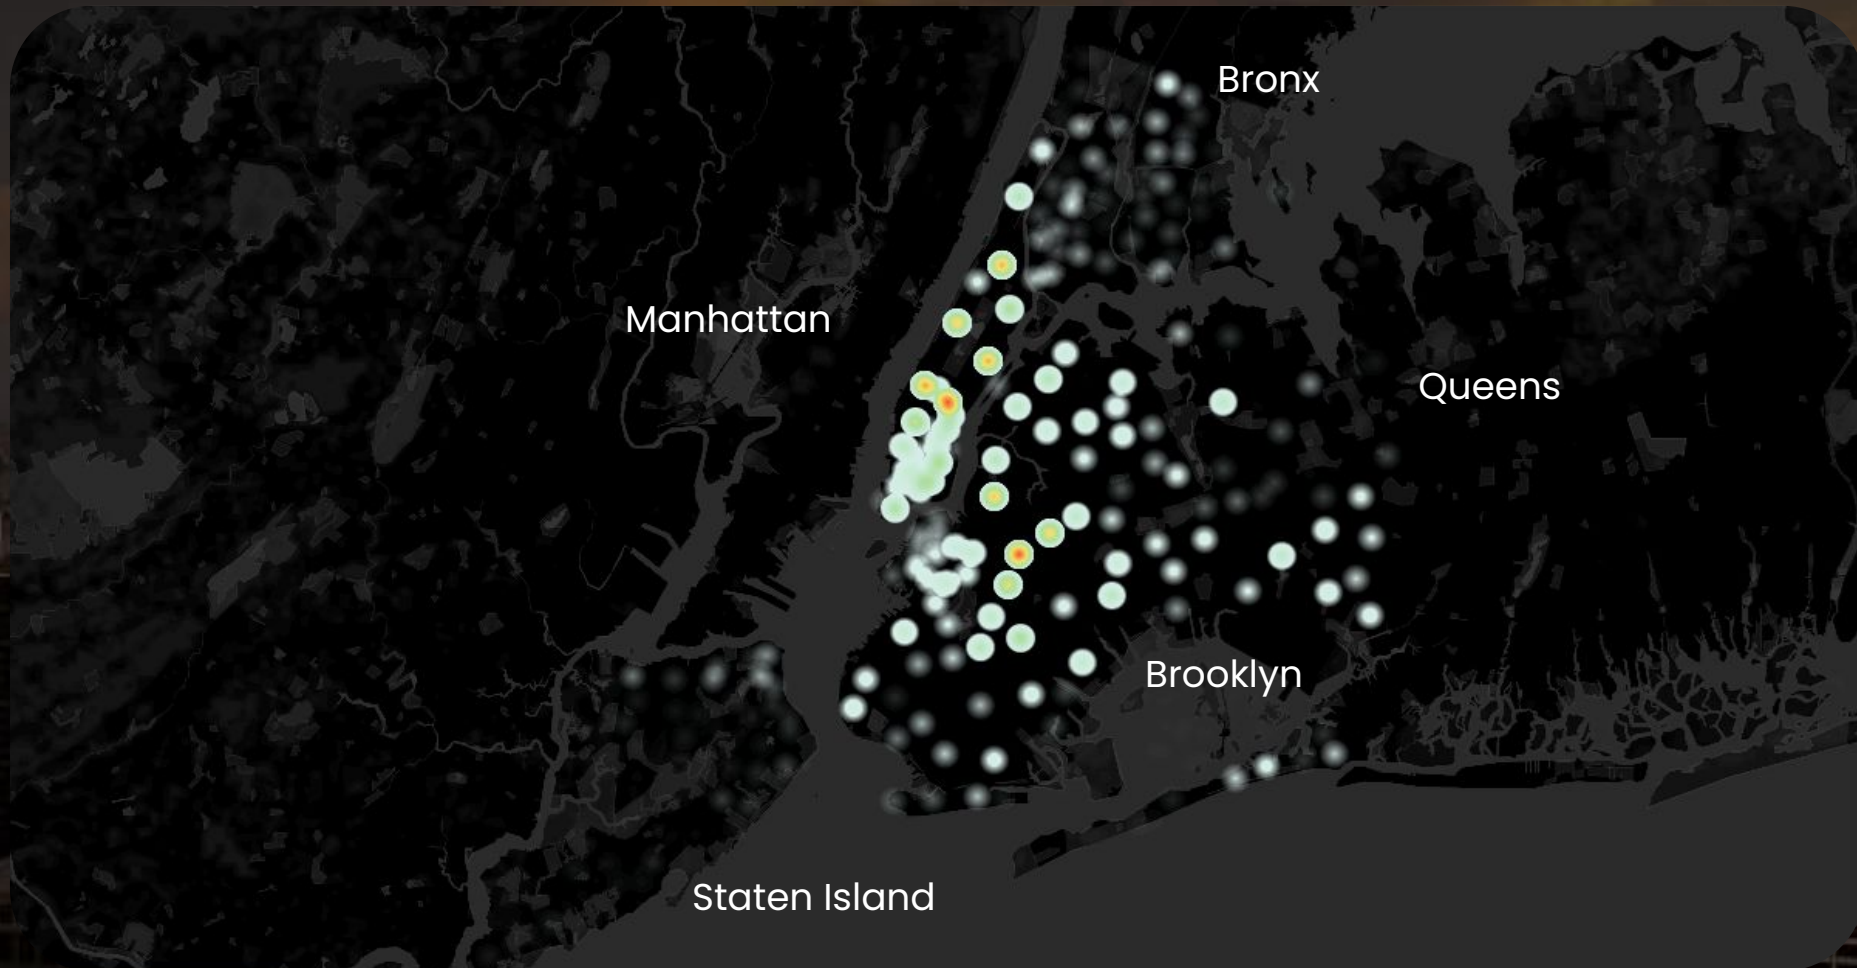 Bronx
Manhattan
Queens
Brooklyn
Staten Island